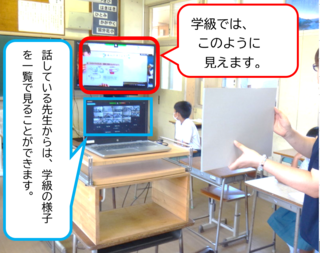 学級では、
このように
見えます。
話している先生からは、学級の様子
を一覧で見ることができます。